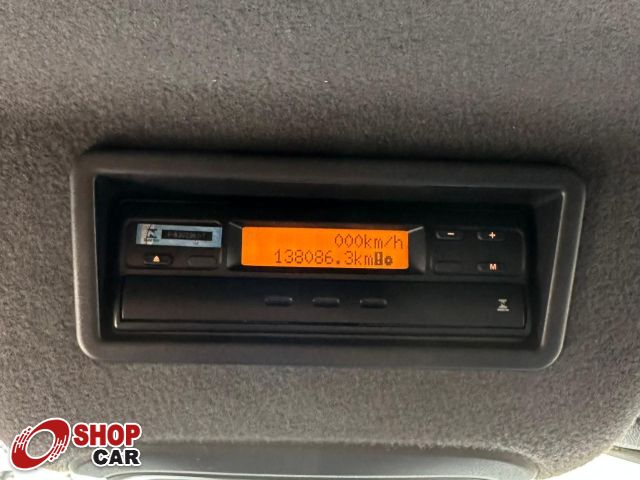 000km/h
138086.3km
− +
M
SHOP
CAR